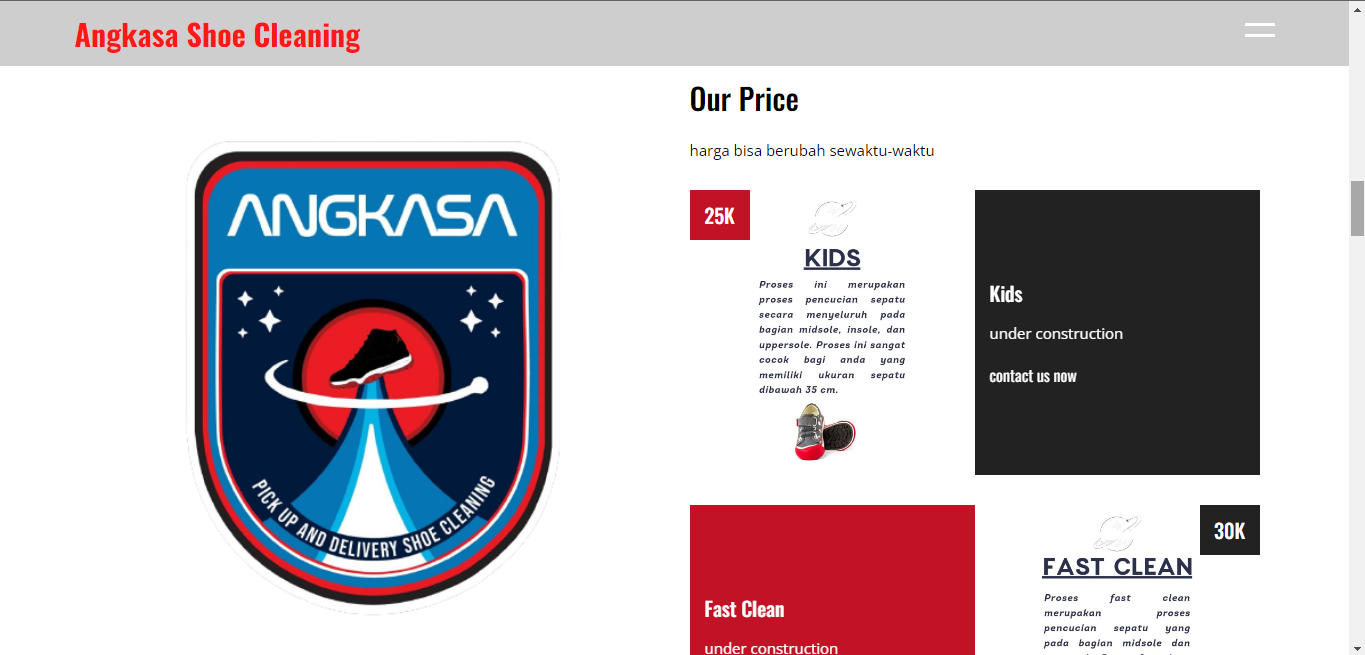 Angkasa Shoe Cleaning
Our Price
harga bisa berubah sewaktu-waktu
ANGKASA
PICK UP AND DELIVERY SHOE CLEANING
25K
KIDS
Proses ini merupakan
proses pencucian sepatu
secara menyeluruh pada
bagian midsole, insole, dan
uppersole. Proses ini sangat
cocok bagi anda yang
memiliki ukuran sepatu
dibawah 35 cm.
Kids
under construction
contact us now
Fast Clean
under construction
30K
FAST CLEAN
Proses fast clean
merupakan proses
pencucian sepatu yang
pada bagian midsole dan